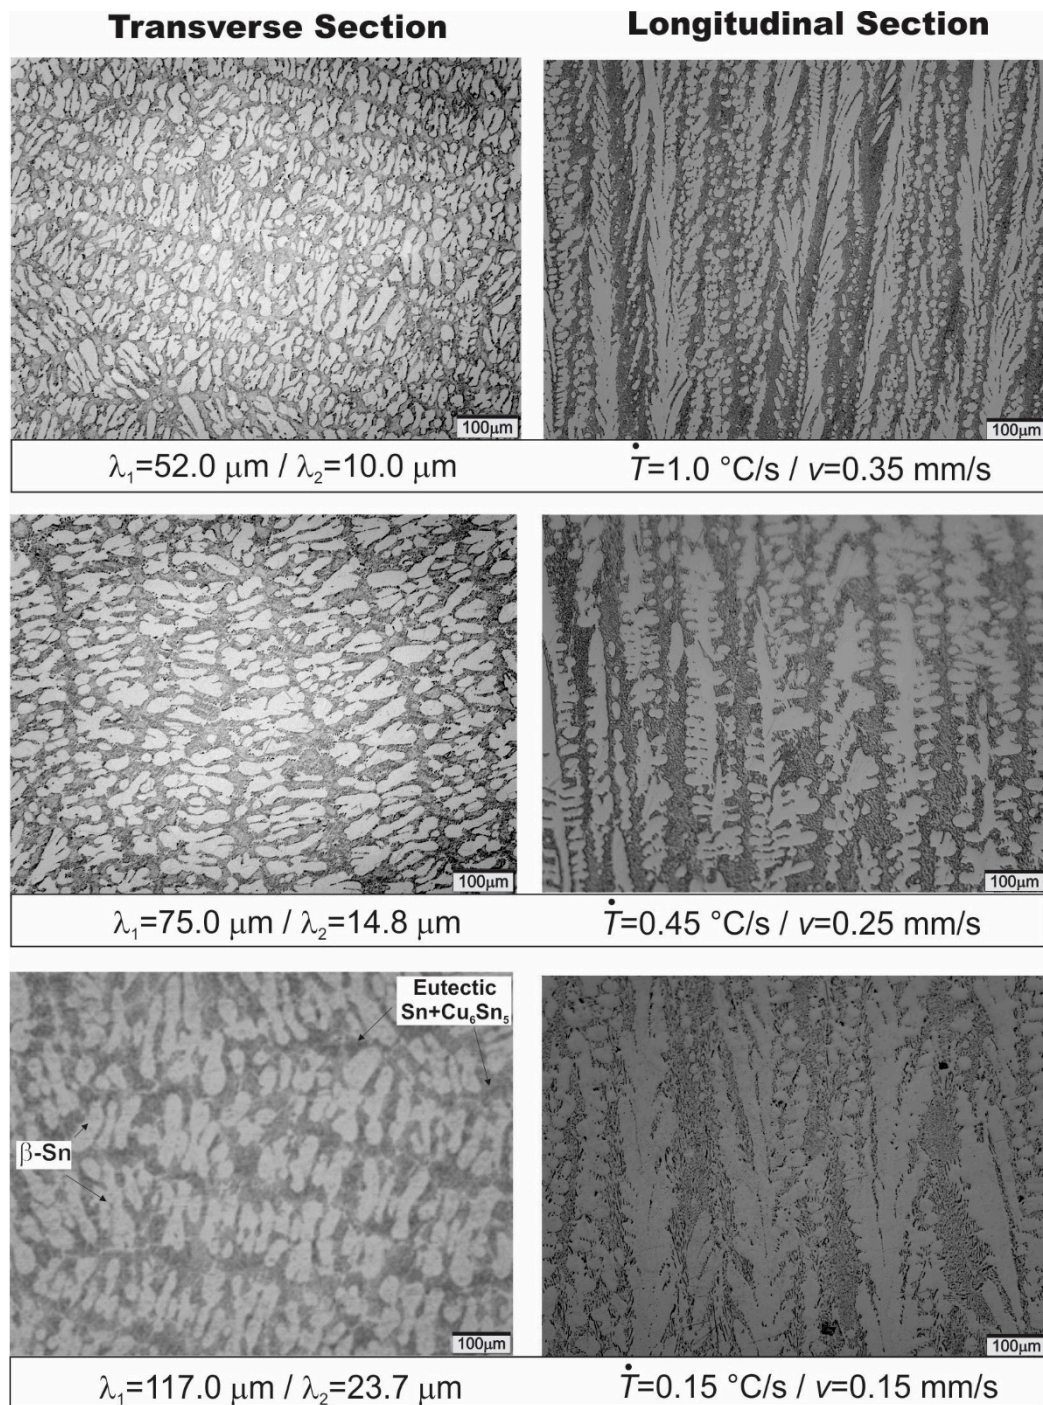 Transverse Section
Longitudinal Section
100μm
100μm
λ₁=52.0 μm / λ₂=10.0 μm
Ṫ=1.0 °C/s / v=0.35 mm/s
100μm
100μm
λ₁=75.0 μm / λ₂=14.8 μm
Ṫ=0.45 °C/s / v=0.25 mm/s
Eutectic
Sn+Cu₆Sn₅
β-Sn
100μm
100μm
λ₁=117.0 μm / λ₂=23.7 μm
Ṫ=0.15 °C/s / v=0.15 mm/s